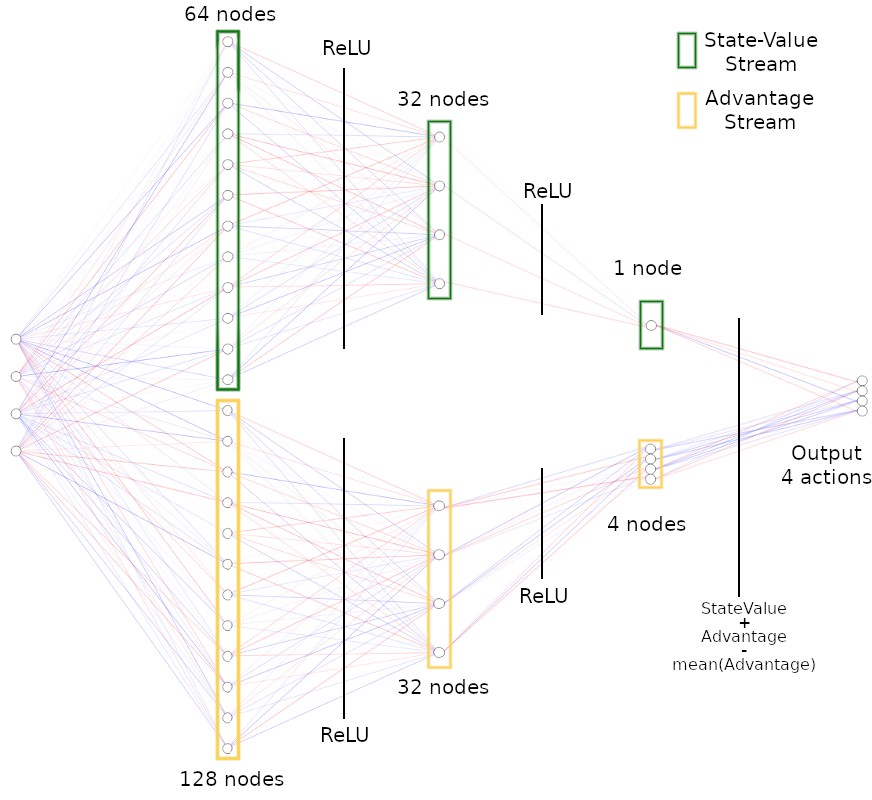 64 nodes
ReLU
State-Value
Stream
32 nodes
Advantage
Stream
ReLU
1 node
Output
4 actions
4 nodes
ReLU
StateValue
+
Advantage
-
mean(Advantage)
32 nodes
ReLU
128 nodes